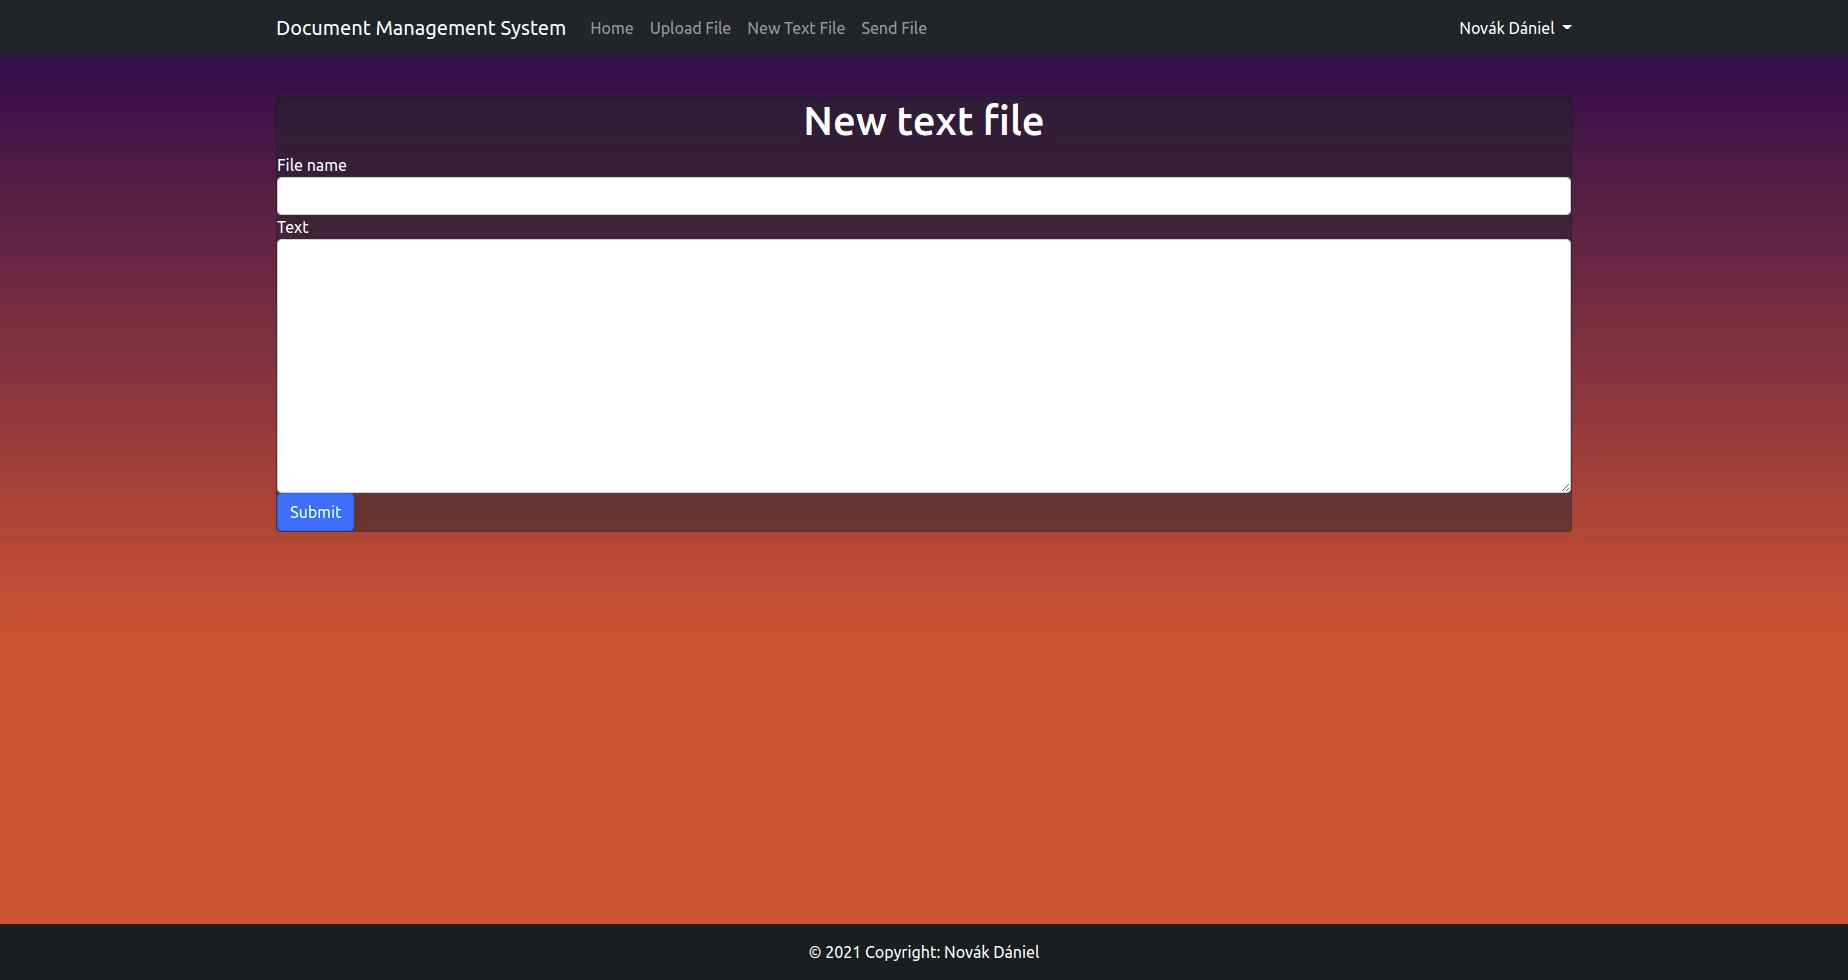 Document Management System Home Upload File New Text File Send File Novák Dániel
New text file
File name
Text
Submit
© 2021 Copyright: Novák Dániel